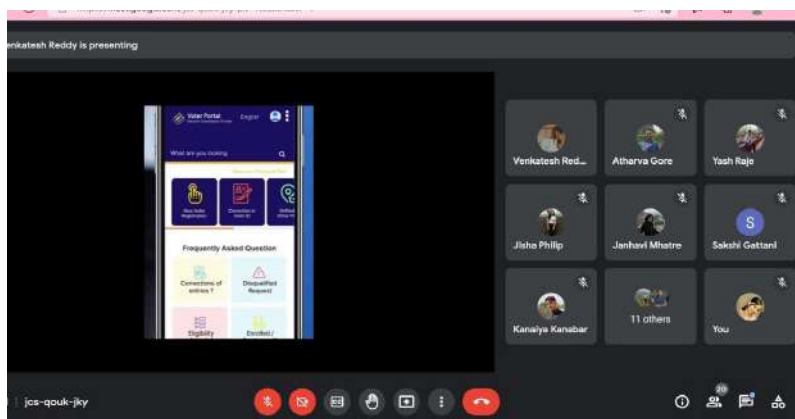 enkatesh Reddy is presenting
Voter Portal
English
What are you looking
New Voter
Registration
Correction in
Voter ID
Frequently Asked Question
Corrections of
entries ?
Disqualified
Request
Eligibility
Enrolled /
Venkatesh Red...
Atharva Gore
Yash Raje
Jisha Philip
Janhavi Mhatre
S
Sakshi Gattani
Kanaiya Kanabar
11 others
You
jcs-qouk-jky
20